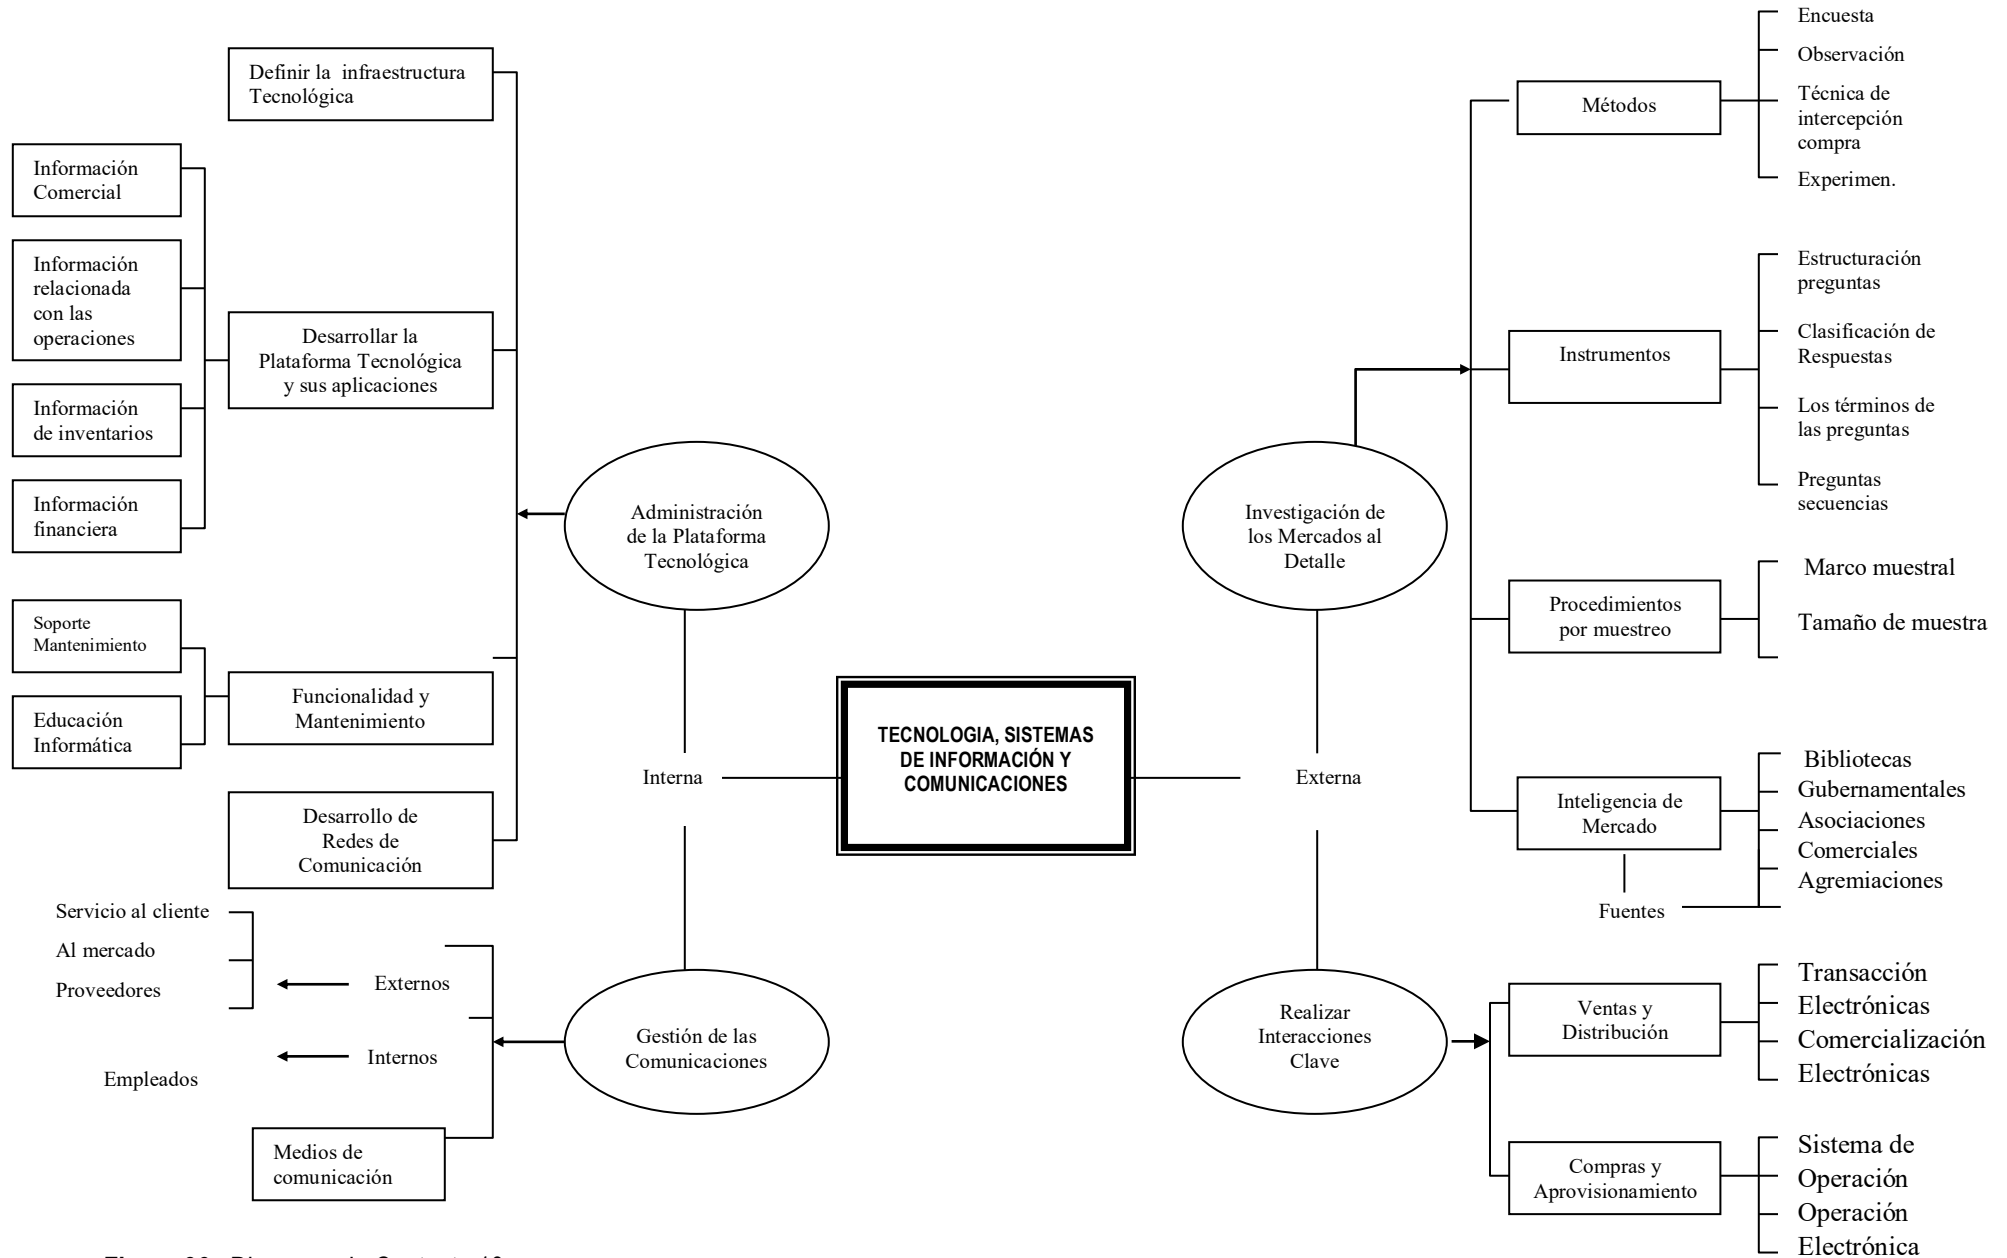 Definir la infraestructura
Tecnológica
Información
Comercial
Información
relacionada
con las
operaciones
Desarrollar la
Plataforma Tecnológica
y sus aplicaciones
Información
de inventarios
Información
financiera
Administración
de la Plataforma
Tecnológica
Soporte
Mantenimiento
Funcionalidad y
Mantenimiento
Educación
Informática
Desarrollo de
Redes de
Comunicación
Interna
TECNOLOGIA, SISTEMAS
DE INFORMACIÓN Y
COMUNICACIONES
Externa
Servicio al cliente
Al mercado
Proveedores
Externos
Internos
Empleados
Medios de
comunicación
Gestión de las
Comunicaciones
Investigación de
los Mercados al
Detalle
Métodos
Encuesta
Observación
Técnica de
intercepción
compra
Experimen.
Instrumentos
Estructuración
preguntas
Clasificación de
Respuestas
Los términos de
las preguntas
Preguntas
secuencias
Procedimientos
por muestreo
Marco muestral
Tamaño de muestra
Inteligencia de
Mercado
Fuentes
Bibliotecas
Gubernamentales
Asociaciones
Comerciales
Agremiaciones
Realizar
Interacciones
Clave
Ventas y
Distribución
Transacción
Electrónicas
Comercialización
Electrónicas
Compras y
Aprovisionamiento
Sistema de
Operación
Operación
Electrónica